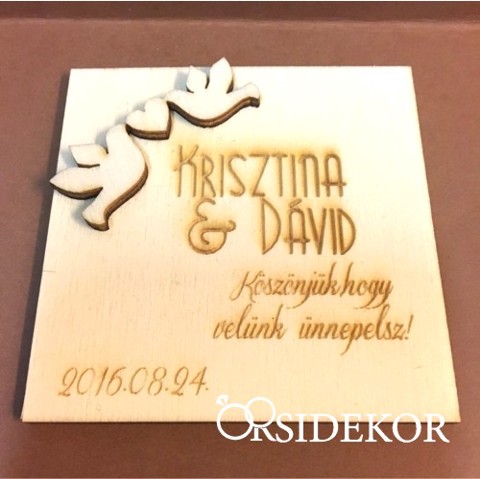 KRISZTINA
& DÁVID
Köszönjük hogy
velünk ünnepelsz!
2016.08.24.
ORSIDEKOR